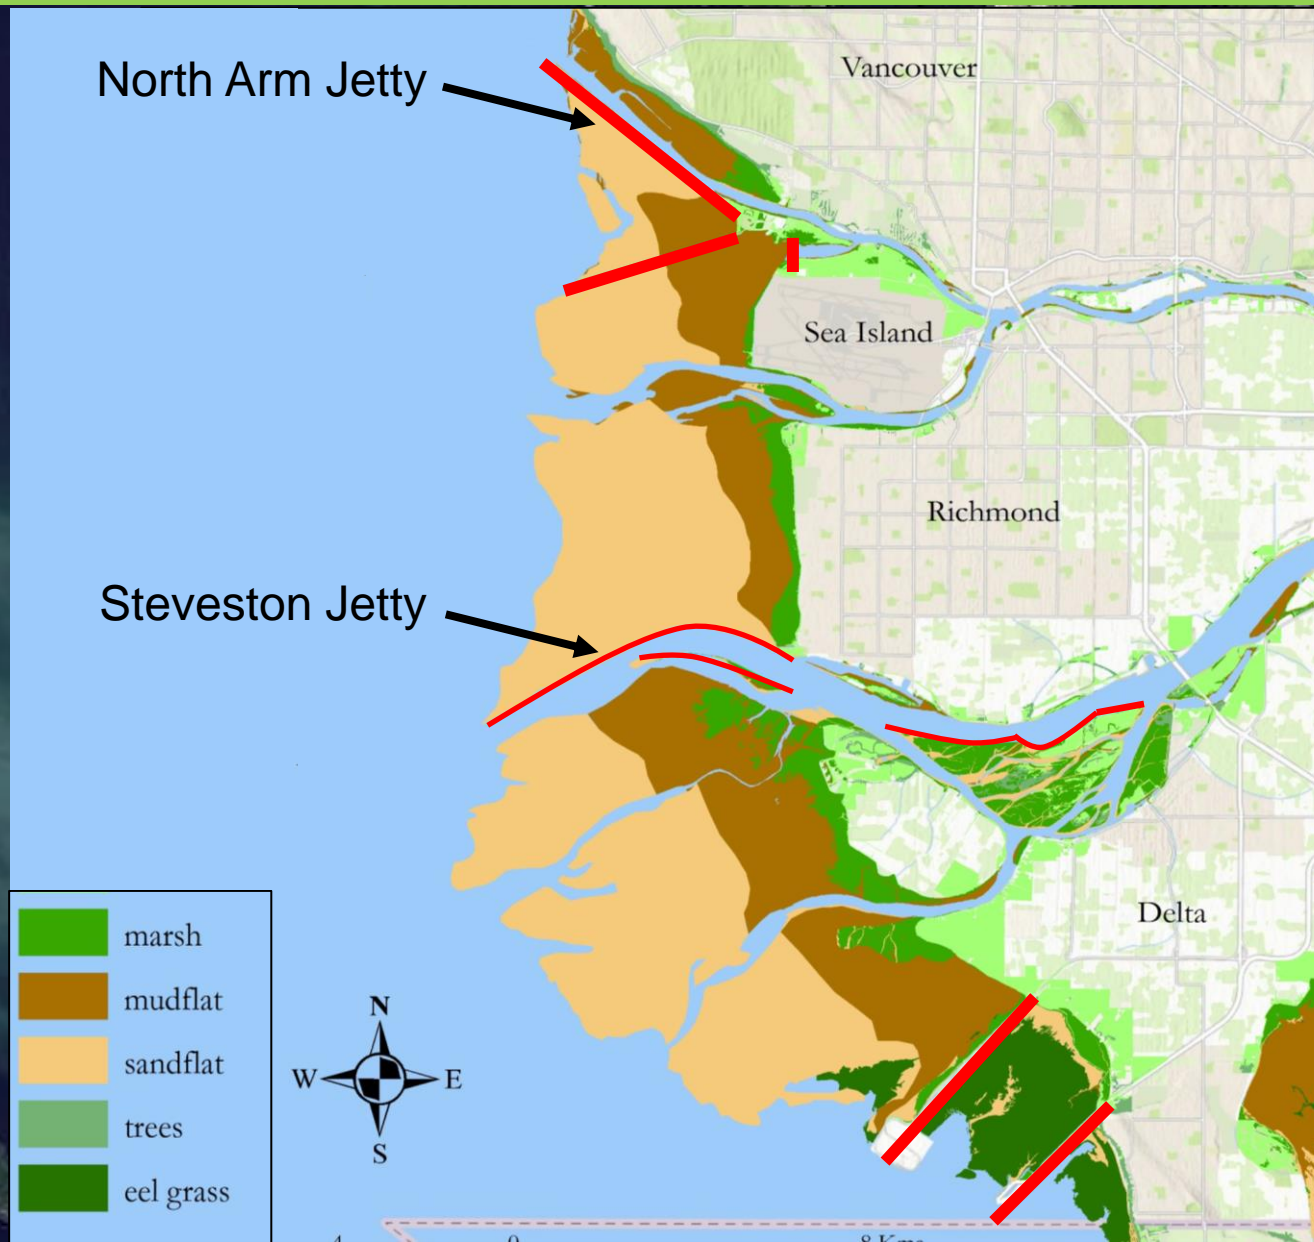 North Arm Jetty
Vancouver
Sea Island
Richmond
Steveston Jetty
Delta
marsh
mudflat
sandflat
trees
eel grass
N
W E
S